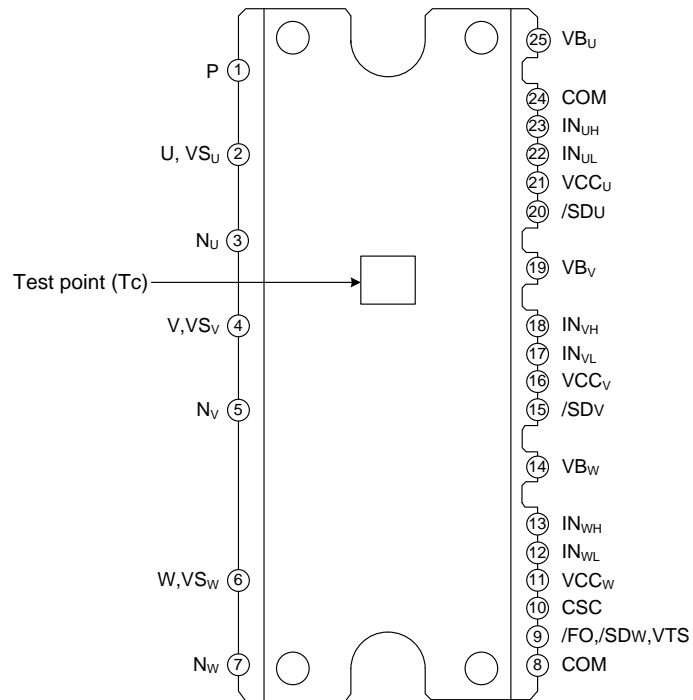 P ①
U, VSU ②
NU ③
Test point (Tc)
V,VSV ④
NV ⑤
W,VSW ⑥
NW ⑦
㉕ VBU
㉔ COM
㉓ INUH
㉒ INUL
㉑ VCCU
⑳ /SDU
⑲ VBV
⑱ INVH
⑰ INVL
⑯ VCCV
⑮ /SDV
⑭ VBW
⑬ INWH
⑫ INWL
⑪ VCCW
⑩ CSC
⑨ /FO,/SDW,VTS
⑧ COM